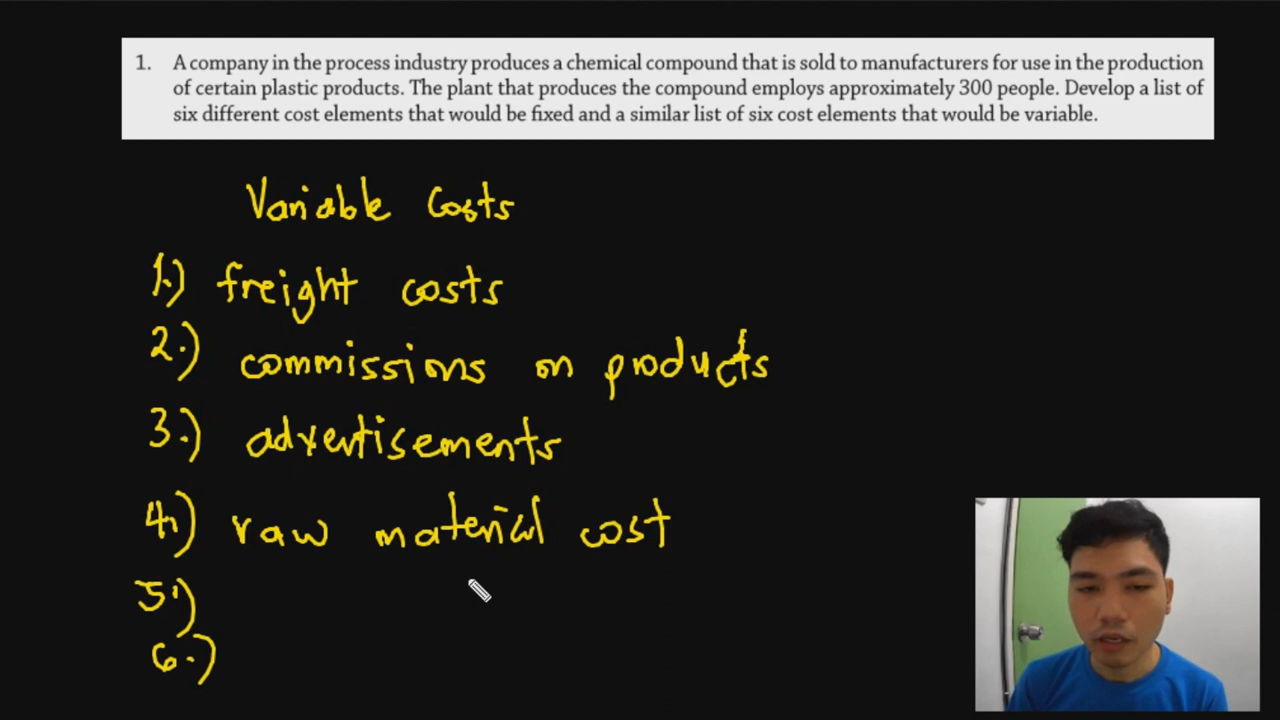 1. A company in the process industry produces a chemical compound that is sold to manufacturers for use in the production
of certain plastic products. The plant that produces the compound employs approximately 300 people. Develop a list of
six different cost elements that would be fixed and a similar list of six cost elements that would be variable.
Variable Costs
1.) freight costs
2.) commissions on products
3.) advertisements
4.) raw material cost
5.)
6.)